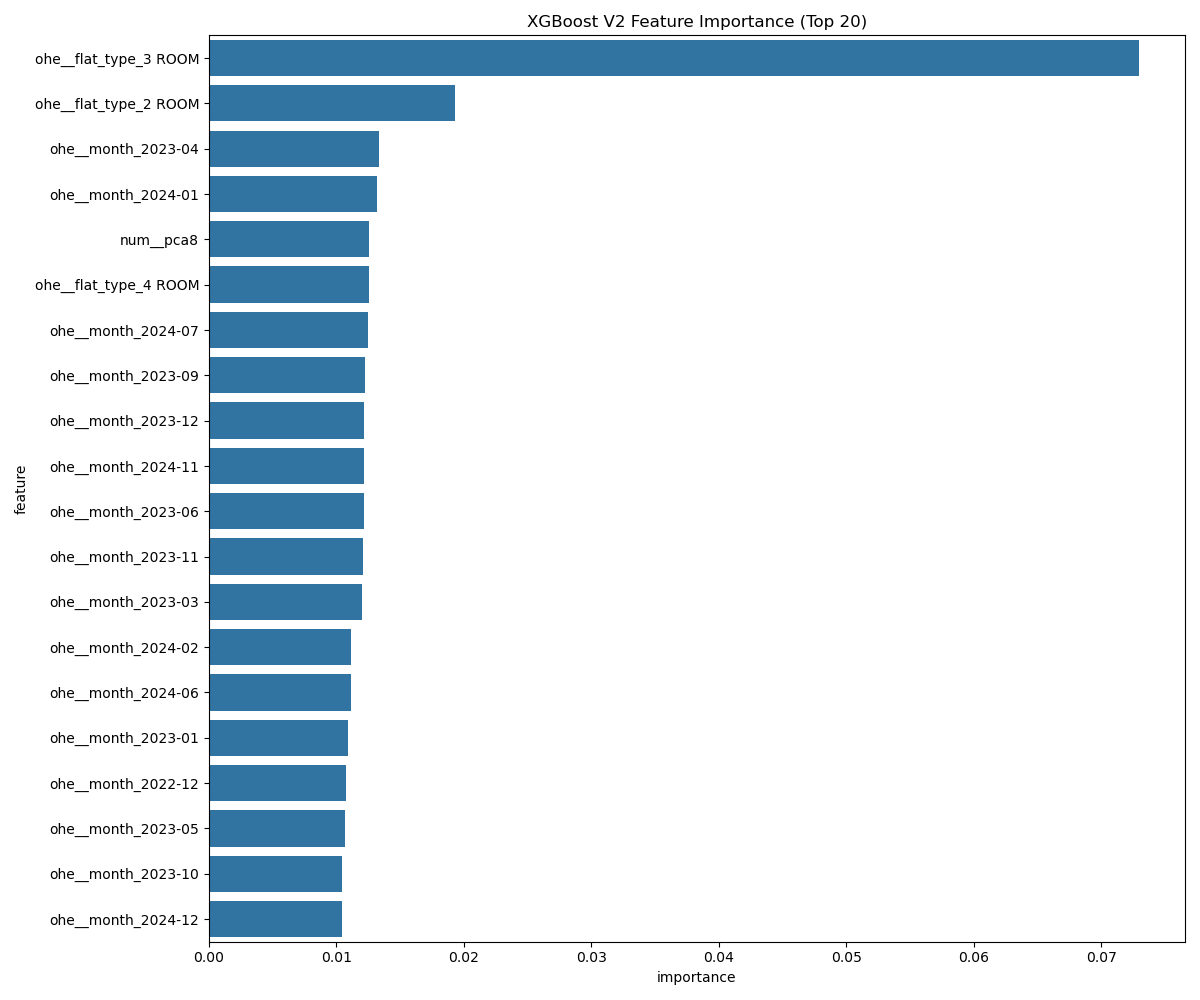 XGBoost V2 Feature Importance (Top 20)
ohe__flat_type_3 ROOM
ohe__flat_type_2 ROOM
ohe__month_2023-04
ohe__month_2024-01
num__pca8
ohe__flat_type_4 ROOM
ohe__month_2024-07
ohe__month_2023-09
ohe__month_2023-12
ohe__month_2024-11
ohe__month_2023-06
ohe__month_2023-11
ohe__month_2023-03
ohe__month_2024-02
ohe__month_2024-06
ohe__month_2023-01
ohe__month_2022-12
ohe__month_2023-05
ohe__month_2023-10
ohe__month_2024-12
feature
0.00 0.01 0.02 0.03 0.04 0.05 0.06 0.07
importance